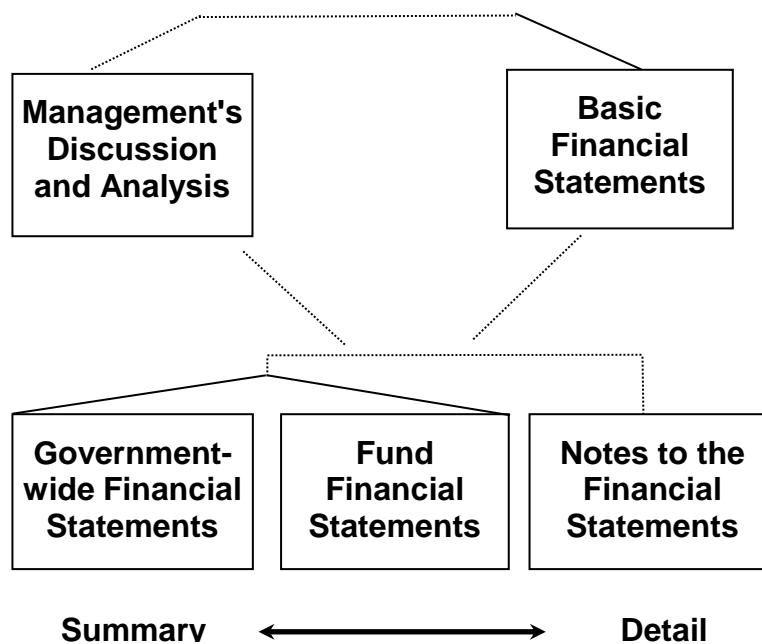 Management's
Discussion
and Analysis
Basic
Financial
Statements
Government-
wide Financial
Statements
Fund
Financial
Statements
Notes to the
Financial
Statements
Summary
Detail